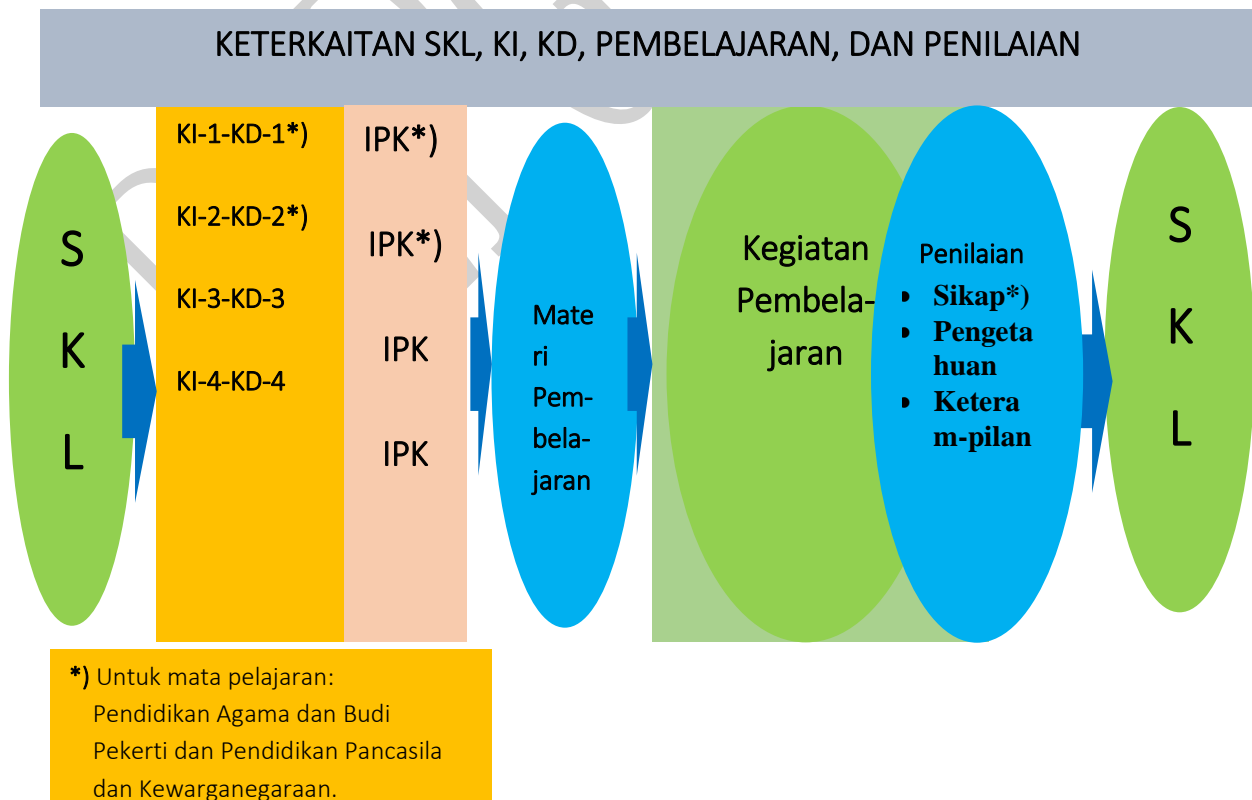 KETERKAITAN SKL, KI, KD, PEMBELAJARAN, DAN PENILAIAN
S
K
L
KI-1-KD-1*)
KI-2-KD-2*)
KI-3-KD-3
KI-4-KD-4
IPK*)
IPK*)
IPK
IPK
Mate
ri
Pem-
bela-
jaran
Kegiatan
Pembela-
jaran
Penilaian
• Sikap*)
• Pengeta
huan
• Ketera
m-pilan
S
K
L
*) Untuk mata pelajaran:
Pendidikan Agama dan Budi
Pekerti dan Pendidikan Pancasila
dan Kewarganegaraan.